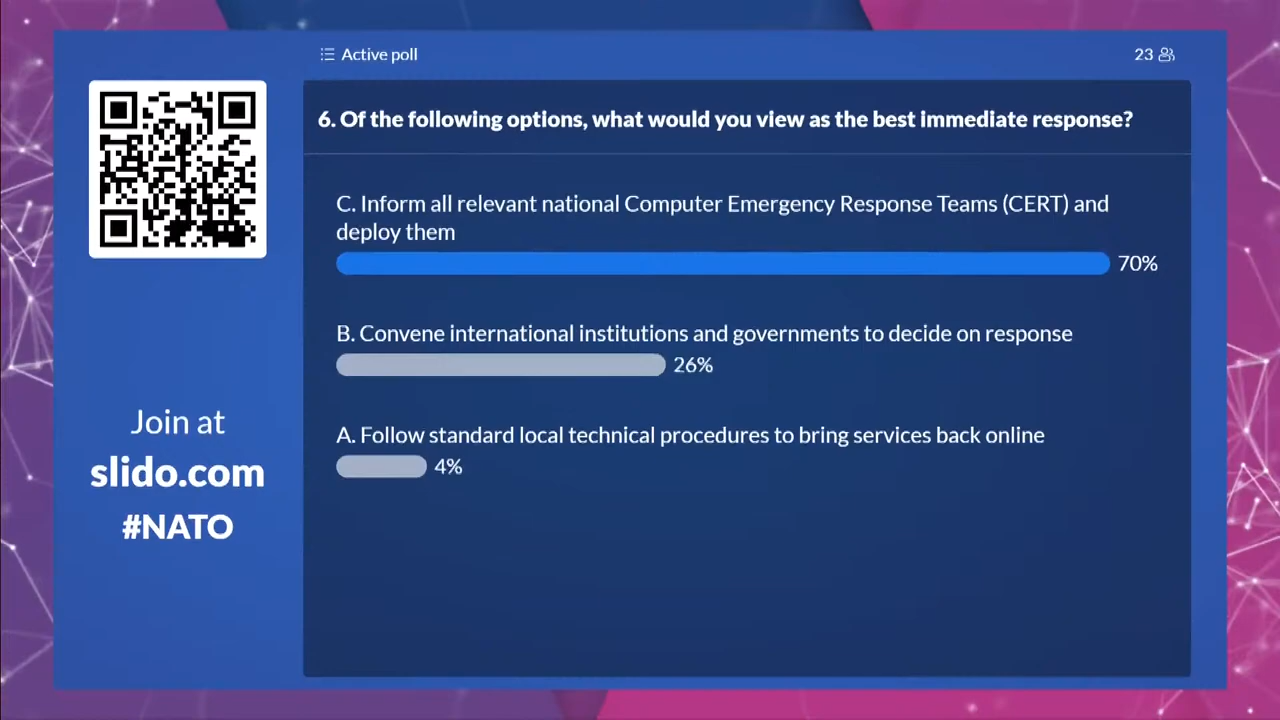 Active poll
23
6. Of the following options, what would you view as the best immediate response?
C. Inform all relevant national Computer Emergency Response Teams (CERT) and
deploy them
70%
B. Convene international institutions and governments to decide on response
26%
A. Follow standard local technical procedures to bring services back online
4%
Join at
slido.com
#NATO